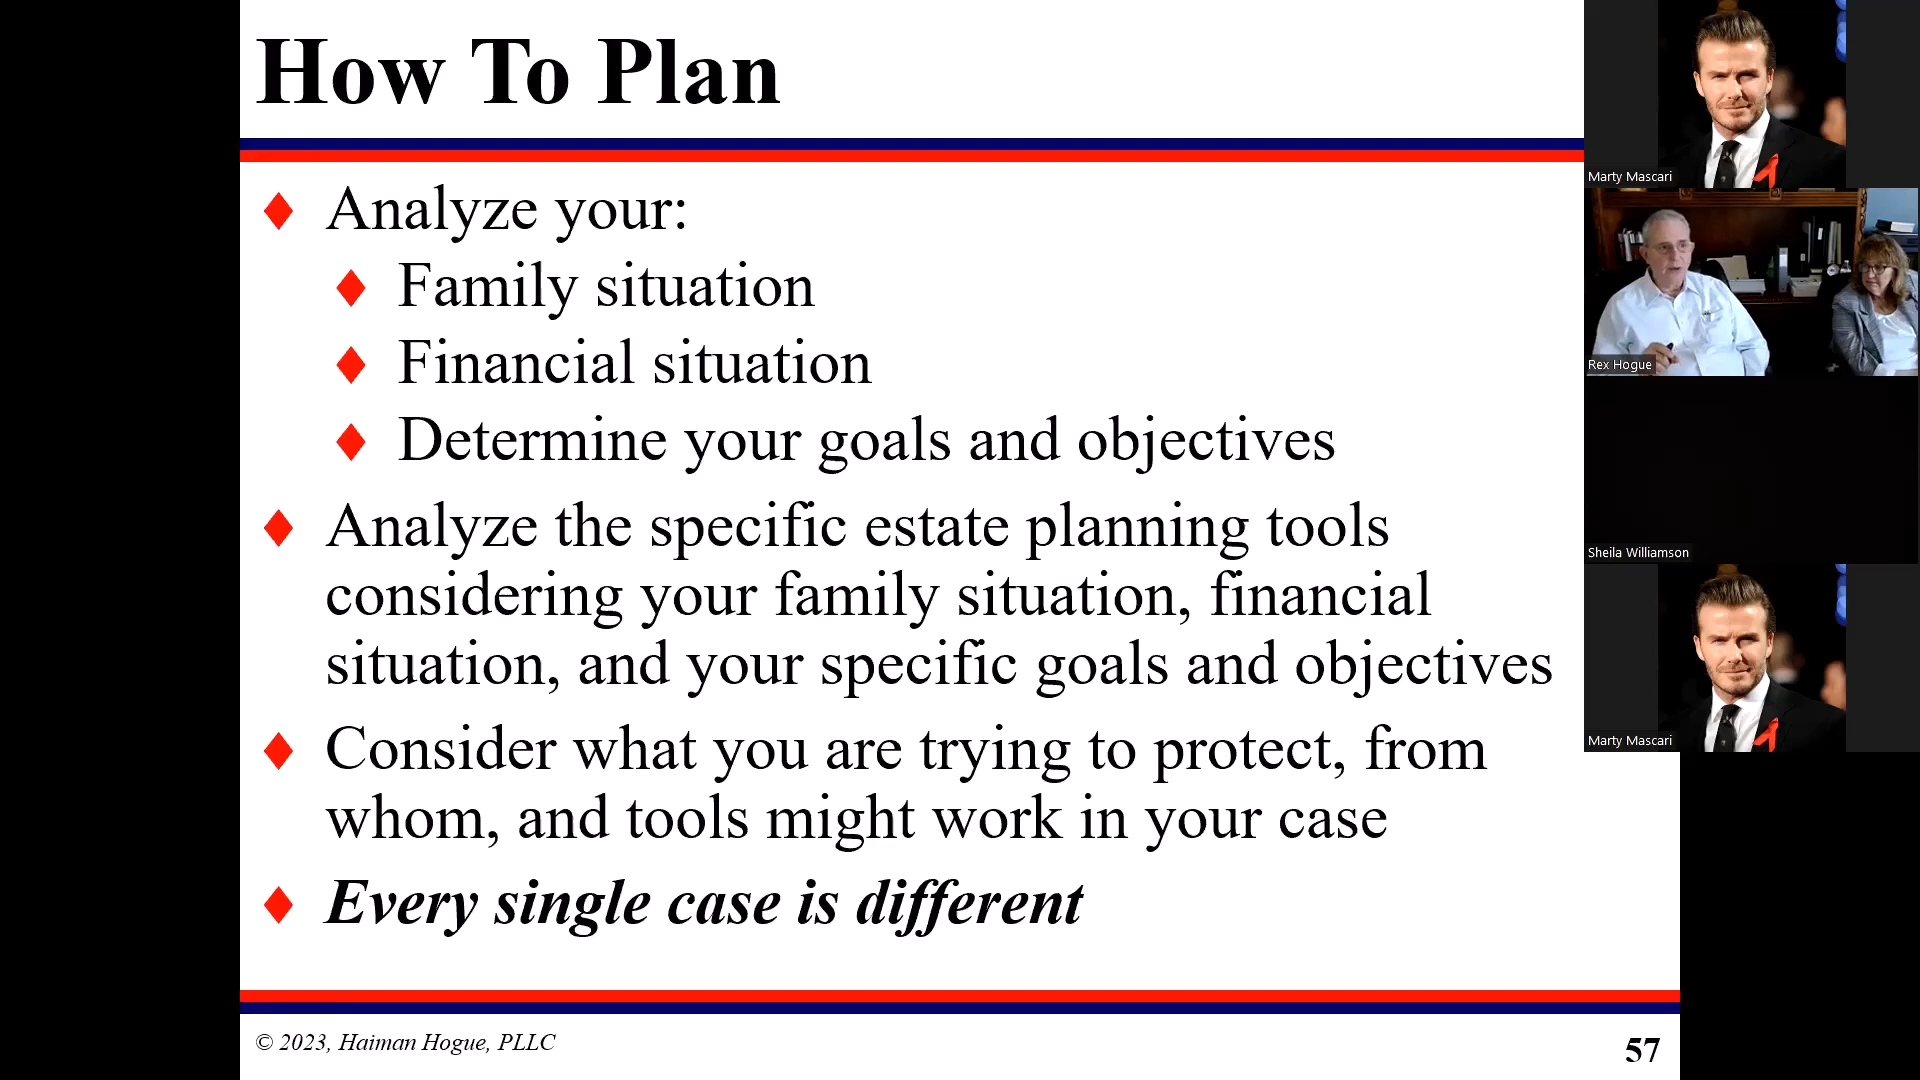 How To Plan
Analyze your:
Family situation
Financial situation
Determine your goals and objectives
Analyze the specific estate planning tools
considering your family situation, financial
situation, and your specific goals and objectives
Consider what you are trying to protect, from
whom, and tools might work in your case
Every single case is different
© 2023, Haiman Hogue, PLLC
57
Marty Mascari
Rex Hogue
Sheila Williamson
Marty Mascari